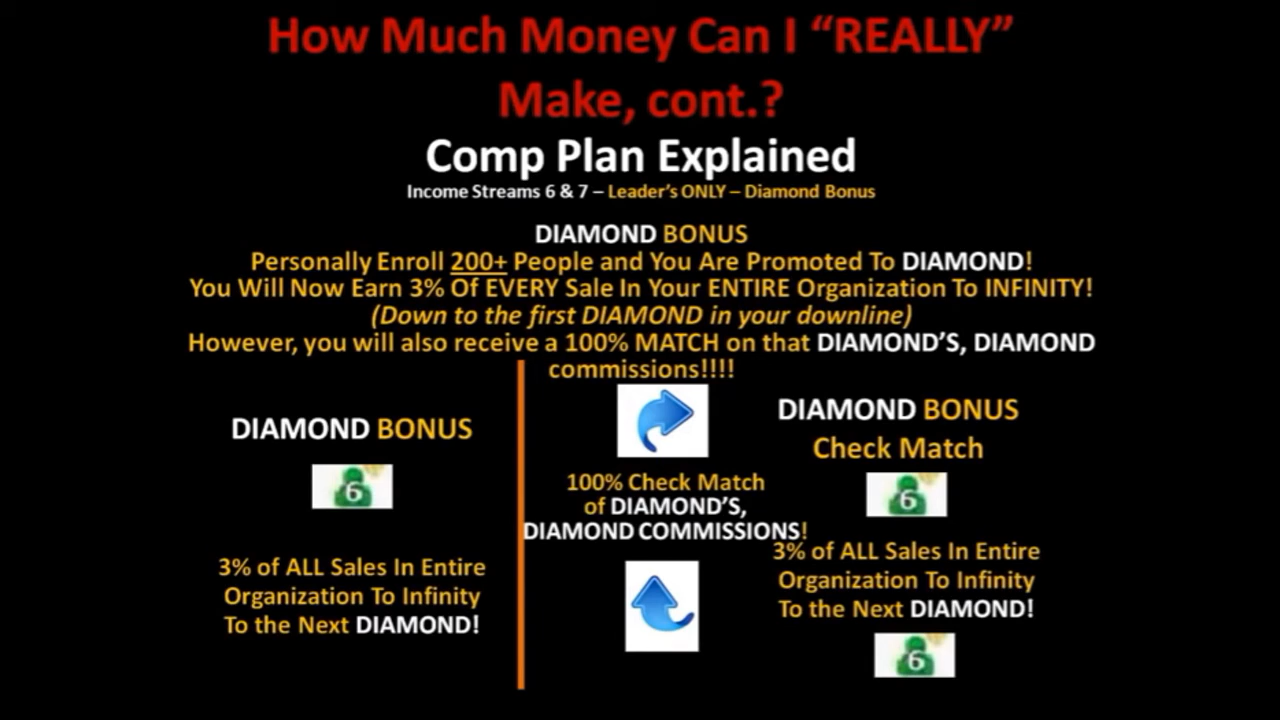 How Much Money Can I “REALLY”
Make, cont.?
Comp Plan Explained
Income Streams 6 & 7 – Leader’s ONLY – Diamond Bonus
DIAMOND BONUS
Personally Enroll 200+ People and You Are Promoted To DIAMOND!
You Will Now Earn 3% Of EVERY Sale In Your ENTIRE Organization To INFINITY!
(Down to the first DIAMOND in your downline)
However, you will also receive a 100% MATCH on that DIAMOND’S, DIAMOND
commissions!!!!
DIAMOND BONUS
6
3% of ALL Sales In Entire
Organization To Infinity
To the Next DIAMOND!
100% Check Match
of DIAMOND’S,
DIAMOND COMMISSIONS!
DIAMOND BONUS
Check Match
6
3% of ALL Sales In Entire
Organization To Infinity
To the Next DIAMOND!
6